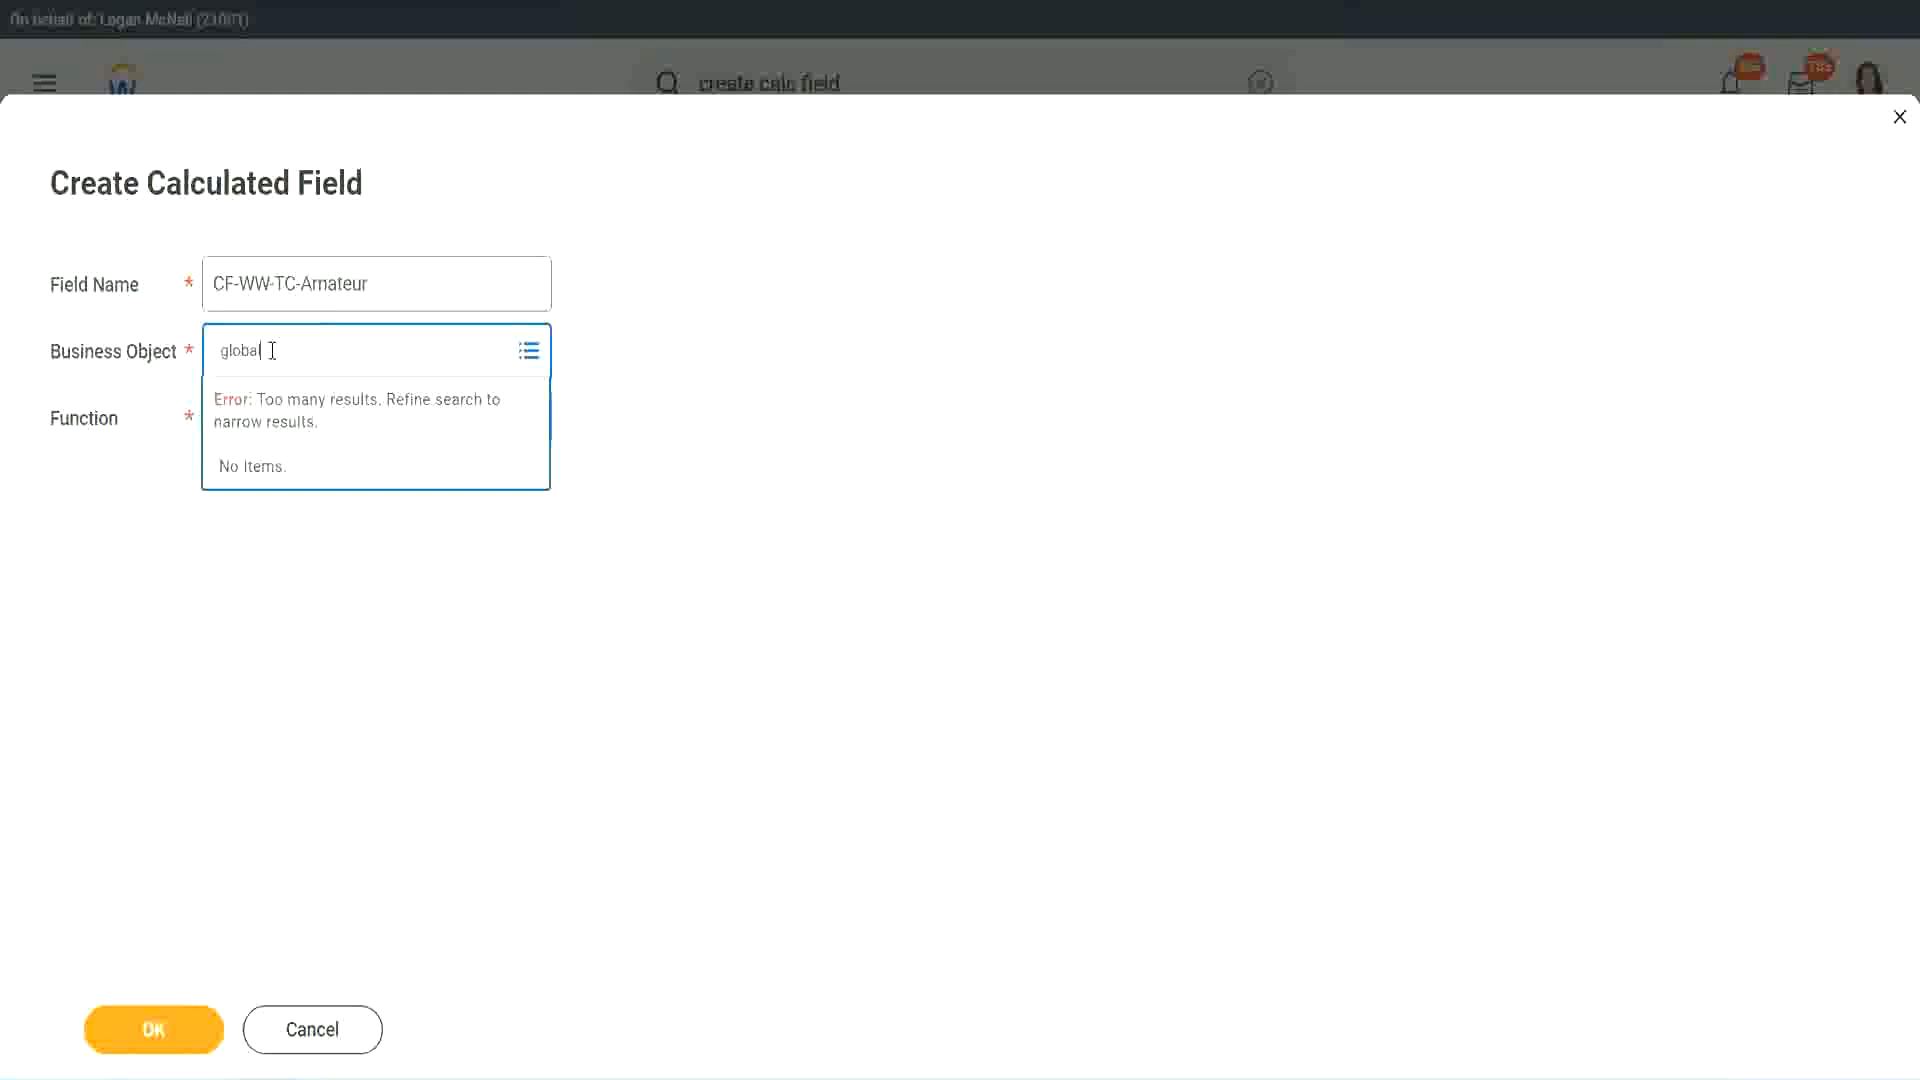 On behalf of: Logan McNeil (21001)
create calc field
Create Calculated Field
Field Name *
CF-WW-TC-Amateur
Business Object *
global
Error: Too many results. Refine search to
narrow results.
Function *
No Items.
OK
Cancel